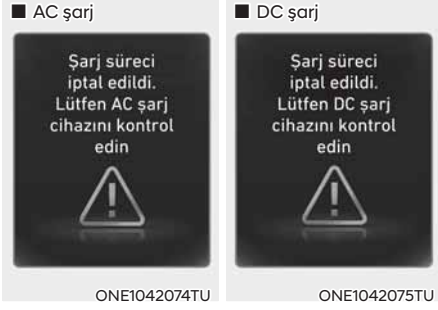 ■ AC şarj
Şarj süreci
iptal edildi.
Lütfen AC şarj
cihazını kontrol
edin
ONE1042074TU
■ DC şarj
Şarj süreci
iptal edildi.
Lütfen DC şarj
cihazını kontrol
edin
ONE1042075TU